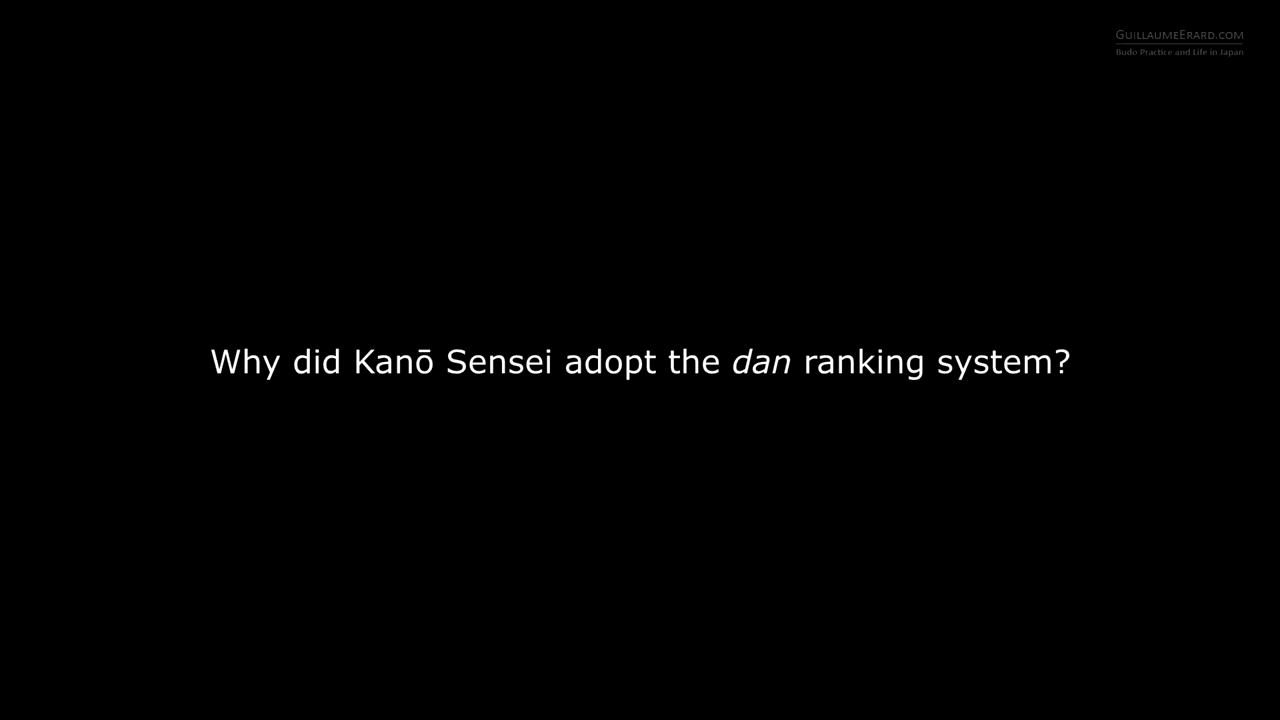 GUILLAUMEERARD.COM
Budo Practice and Life in Japan
Why did Kanō Sensei adopt the dan ranking system?